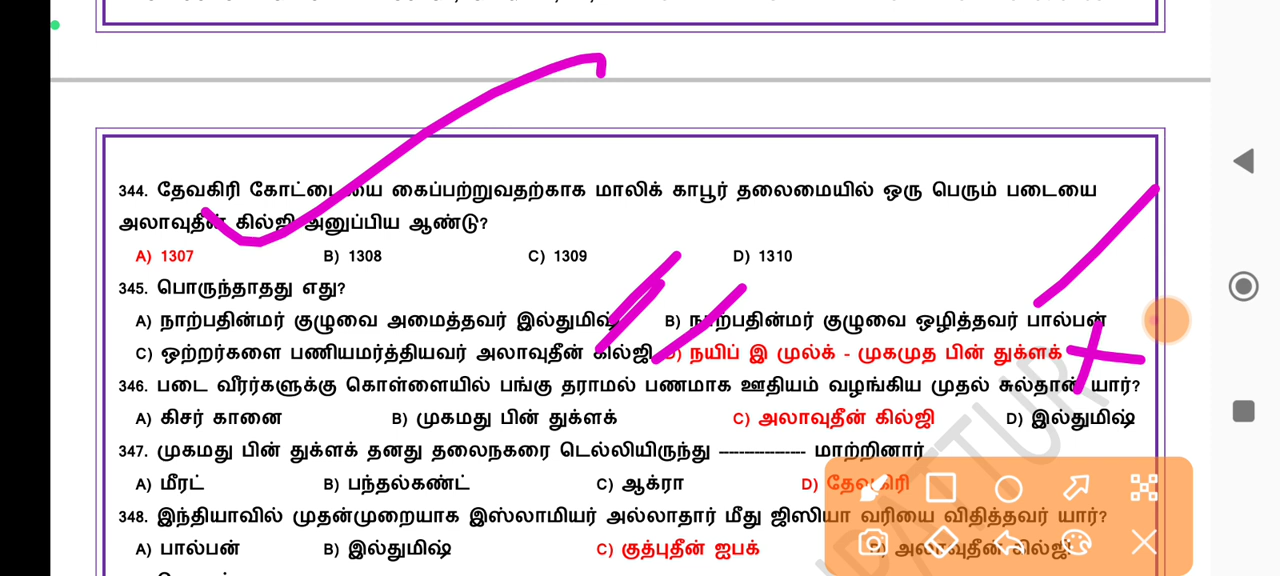 344. தேவகிரி கோட்டையை கைப்பற்றுவதற்காக மாலிக் காபூர் தலைமையில் ஒரு பெரும் படையை
அலாவுதீன் கில்ஜி அனுப்பிய ஆண்டு?
A) 1307 B) 1308 C) 1309 D) 1310
345. பொருந்தாதது எது?
A) நாற்பதின்மர் குழுவை அமைத்தவர் இல்துமிஷ் B) நாற்பதின்மர் குழுவை ஒழித்தவர் பால்பன்
C) ஒற்றர்களை பணியமர்த்தியவர் அலாவுதீன் கில்ஜி D) நயிப் இ முல்க் - முகமுத பின் துக்ளக்
346. படை வீரர்களுக்கு கொள்ளையில் பங்கு தராமல் பணமாக ஊதியம் வழங்கிய முதல் சுல்தான் யார்?
A) கிசர் கானை B) முகமது பின் துக்ளக் C) அலாவுதீன் கில்ஜி D) இல்துமிஷ்
347. முகமது பின் துக்ளக் தனது தலைநகரை டெல்லியிருந்து --------------- மாற்றினார்
A) மீரட் B) பந்தல்கண்ட் C) ஆக்ரா D) தேவகிரி
348. இந்தியாவில் முதன்முறையாக இஸ்லாமியர் அல்லாதார் மீது ஜிஸியா வரியை விதித்தவர் யார்?
A) பால்பன் B) இல்துமிஷ் C) குத்புதீன் ஐபக் D) அலாவுதீன் கில்ஜி